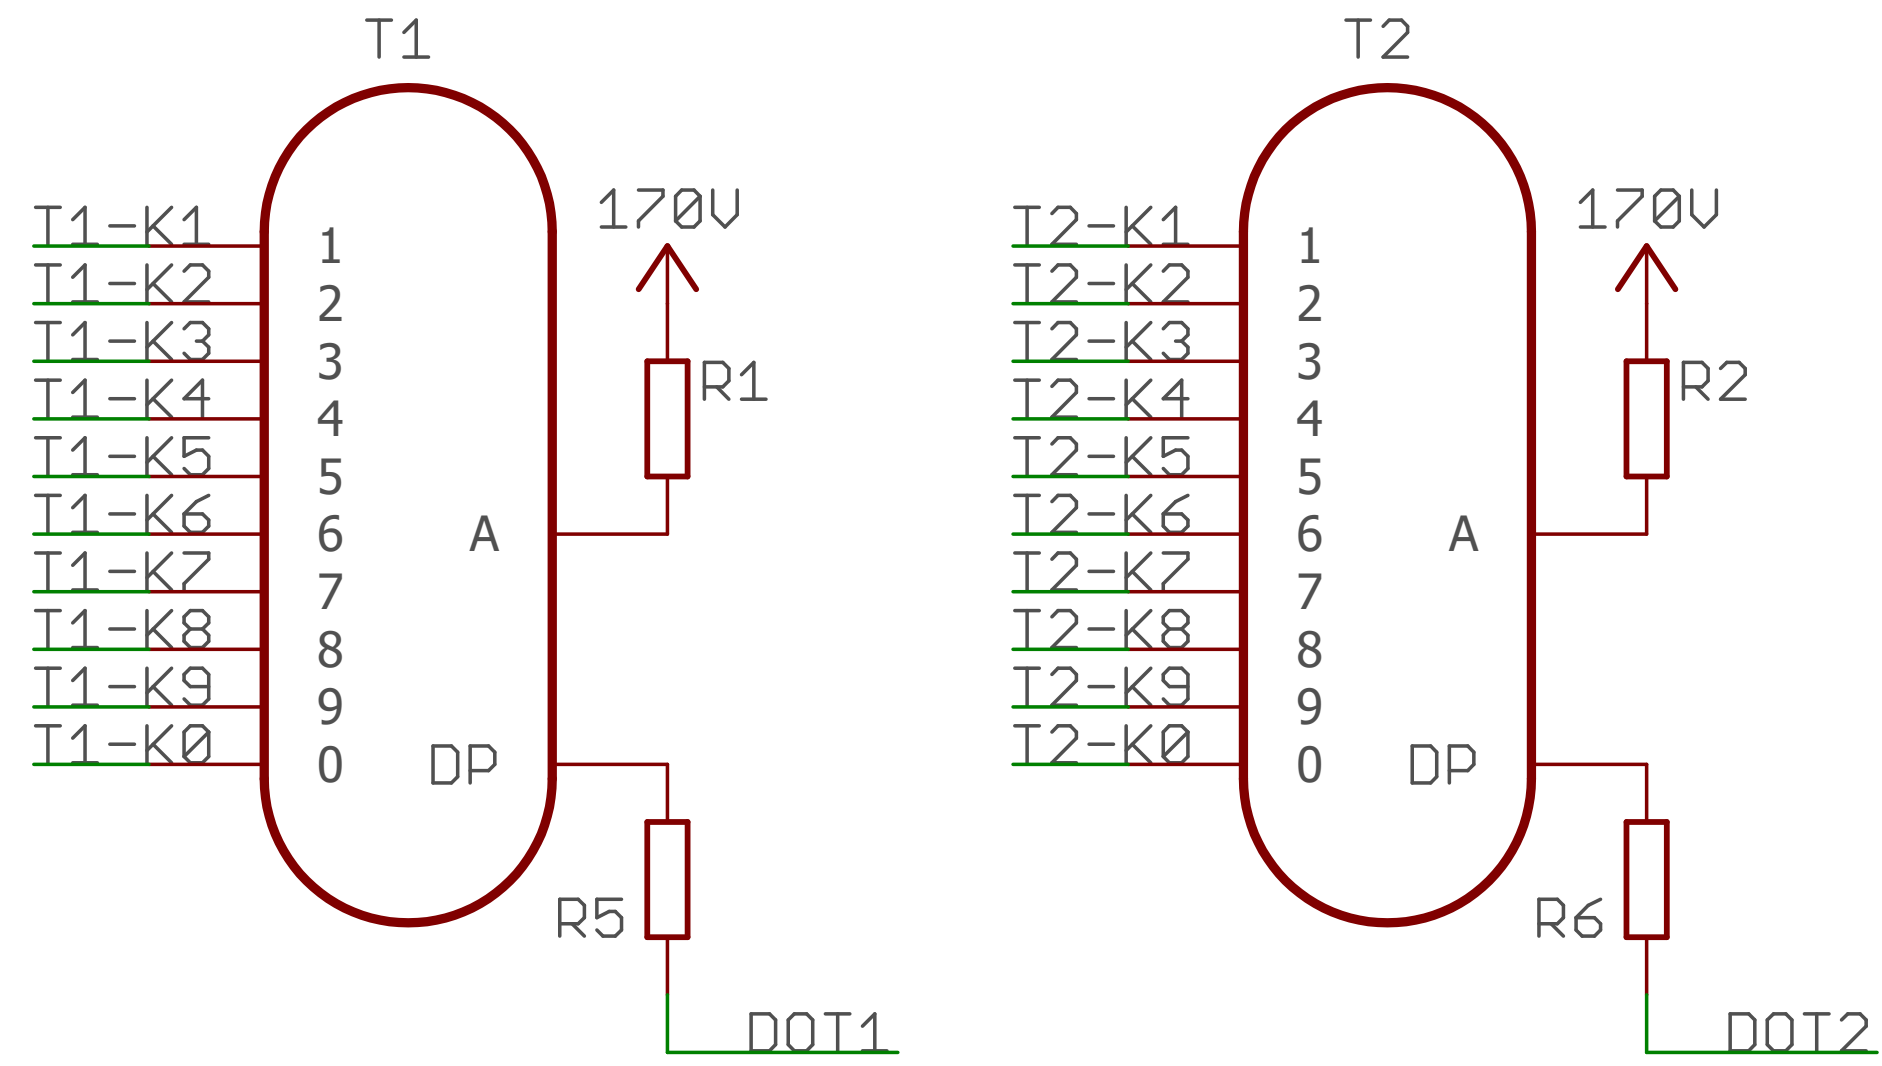 T1
T1-K1
T1-K2
T1-K3
T1-K4
T1-K5
T1-K6
T1-K7
T1-K8
T1-K9
T1-K0
1
2
3
4
5
6
7
8
9
0
A
DP
170V
R1
R5
DOT1
T2
T2-K1
T2-K2
T2-K3
T2-K4
T2-K5
T2-K6
T2-K7
T2-K8
T2-K9
T2-K0
1
2
3
4
5
6
7
8
9
0
A
DP
170V
R2
R6
DOT2